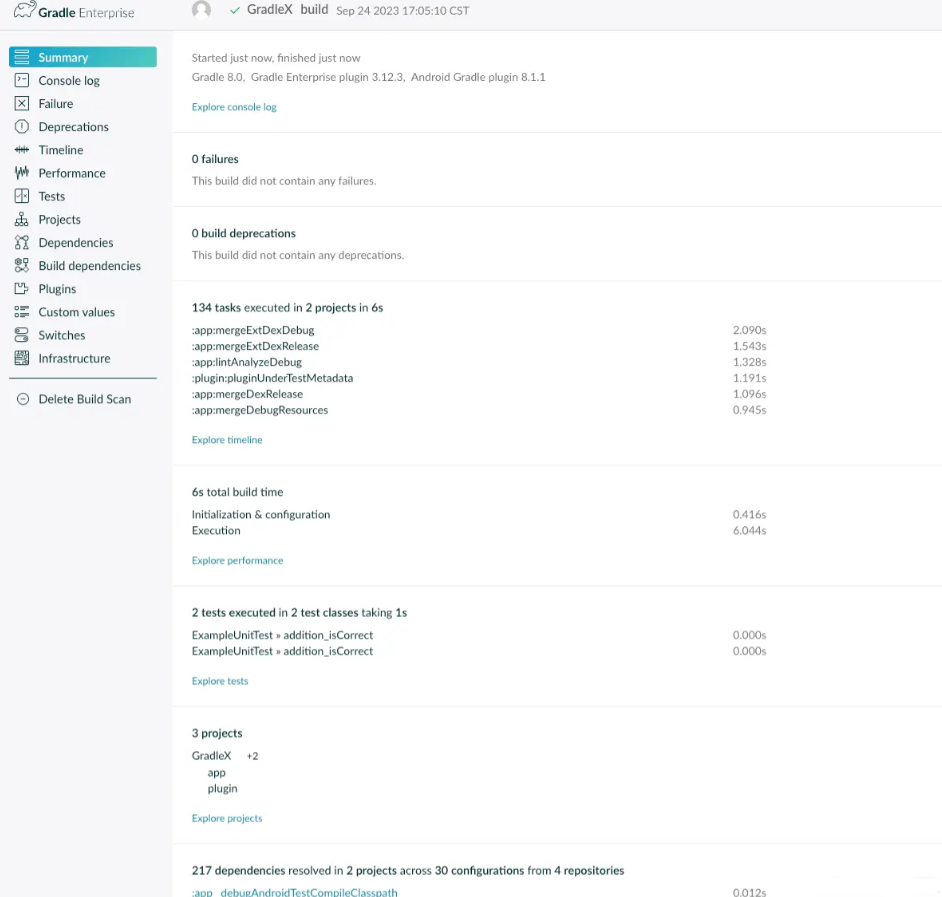 Gradle Enterprise
GradleX build Sep 24 2023 17:05:10 CST
Summary
Console log
Failure
Deprecations
Timeline
Performance
Tests
Projects
Dependencies
Build dependencies
Plugins
Custom values
Switches
Infrastructure
Delete Build Scan
Started just now, finished just now
Gradle 8.0, Gradle Enterprise plugin 3.12.3, Android Gradle plugin 8.1.1
Explore console log
0 failures
This build did not contain any failures.
0 build deprecations
This build did not contain any deprecations.
134 tasks executed in 2 projects in 6s
:app:mergeExtDexDebug 2.090s
:app:mergeExtDexRelease 1.543s
:app:lintAnalyzeDebug 1.328s
:plugin:pluginUnderTestMetadata 1.191s
:app:mergeDexRelease 1.096s
:app:mergeDebugResources 0.945s
Explore timeline
6s total build time
Initialization & configuration 0.416s
Execution 6.044s
Explore performance
2 tests executed in 2 test classes taking 1s
ExampleUnitTest » addition_isCorrect 0.000s
ExampleUnitTest » addition_isCorrect 0.000s
Explore tests
3 projects
GradleX +2
app
plugin
Explore projects
217 dependencies resolved in 2 projects across 30 configurations from 4 repositories
:app debugAndroidTestCompileClasspath 0.012s